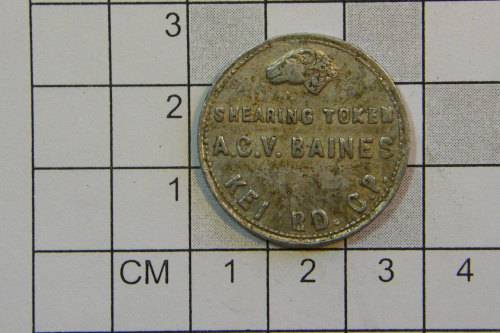 3
2
1
SHEARING TOKEN
A.C.V. BAINES
KEI RD. C.P.
CM 1 2 3 4